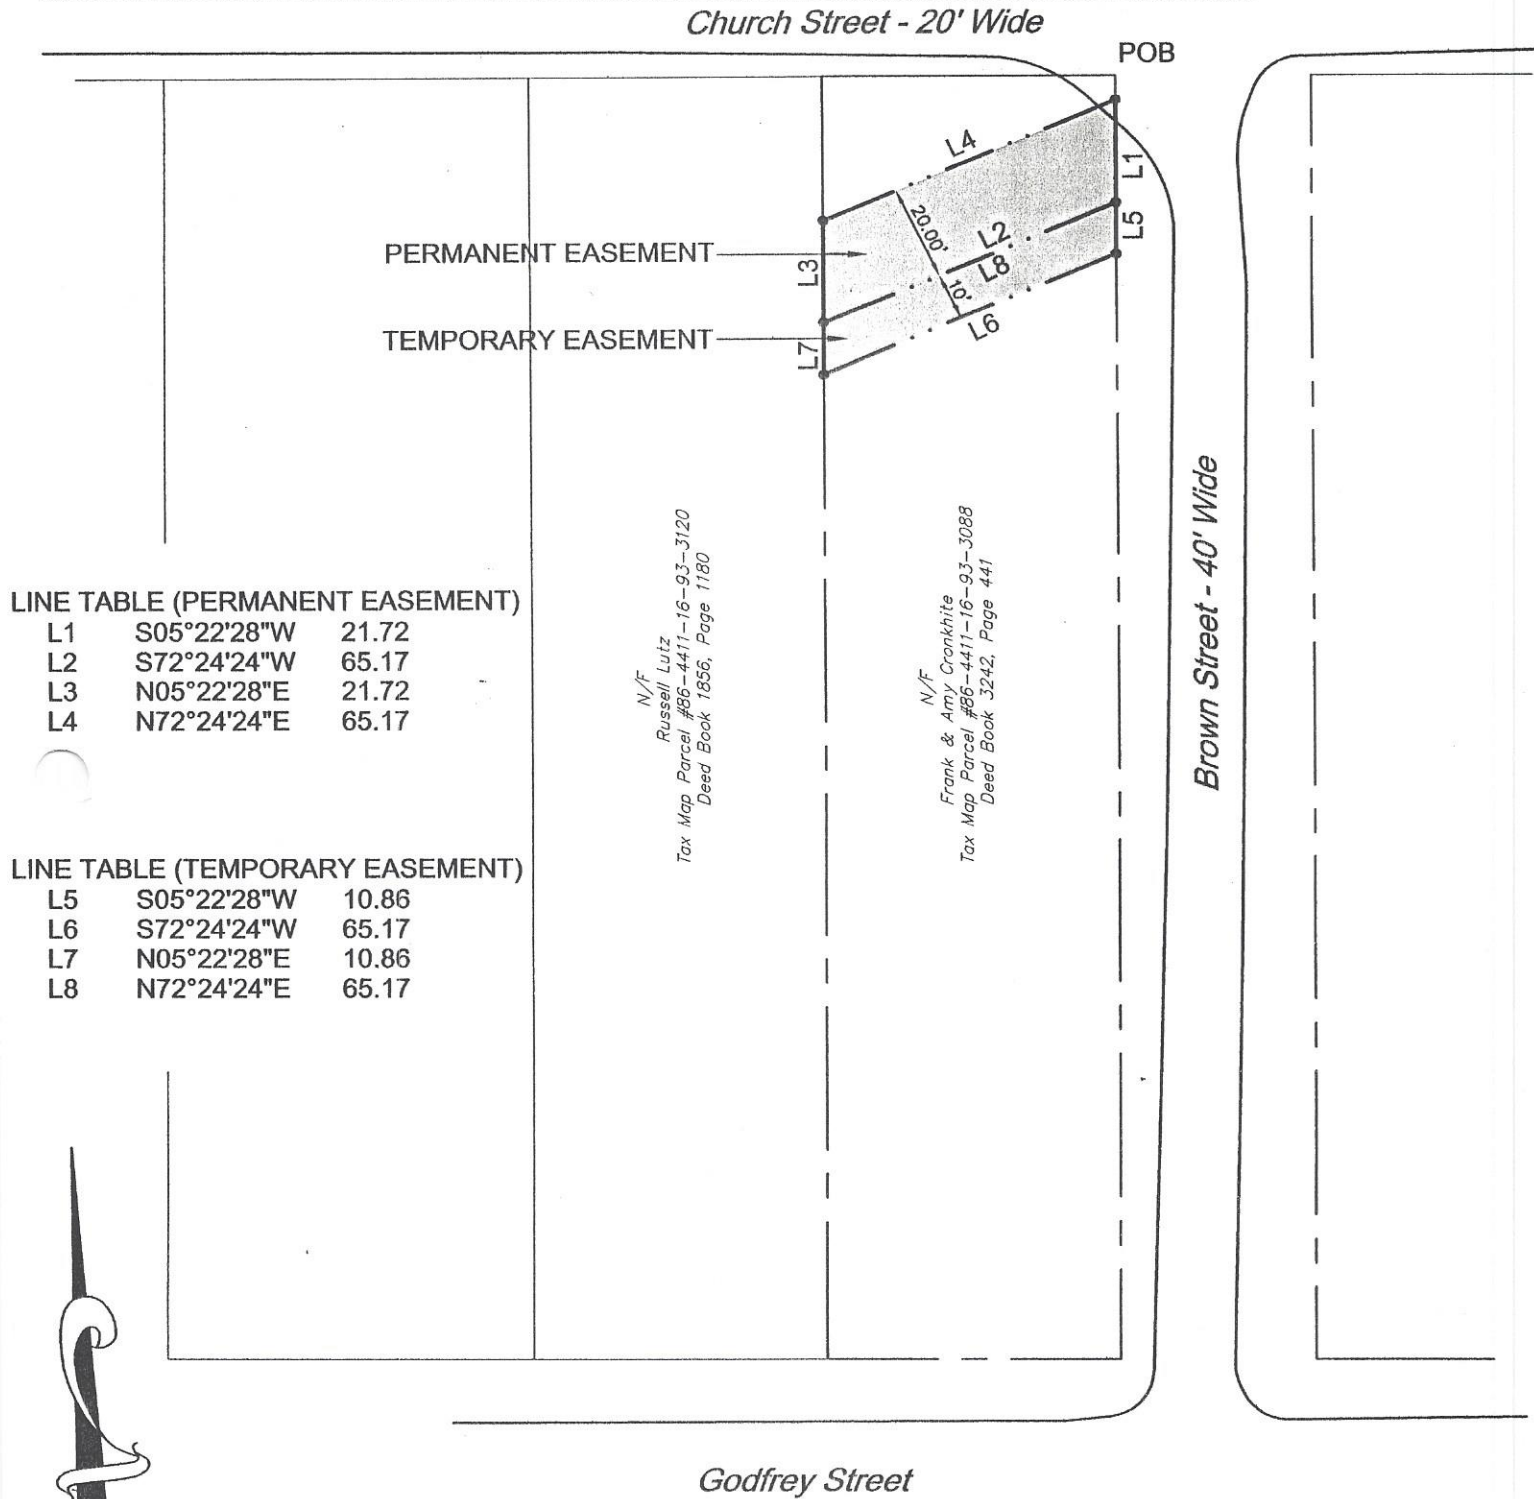 Church Street - 20' Wide
POB
L4
L1
20.00'
L2
L5
PERMANENT EASEMENT
L3
L8
10'
L6
TEMPORARY EASEMENT
L7
LINE TABLE (PERMANENT EASEMENT)
L1 S05°22'28"W 21.72
L2 S72°24'24"W 65.17
L3 N05°22'28"E 21.72
L4 N72°24'24"E 65.17
N/F
Russell Lutz
Tax Map Parcel #86-4411-16-93-3120
Deed Book 1856, Page 1180
N/F
Frank & Amy Cronkhite
Tax Map Parcel #86-4411-16-93-3088
Deed Book 3242, Page 441
Brown Street - 40' Wide
LINE TABLE (TEMPORARY EASEMENT)
L5 S05°22'28"W 10.86
L6 S72°24'24"W 65.17
L7 N05°22'28"E 10.86
L8 N72°24'24"E 65.17
Godfrey Street